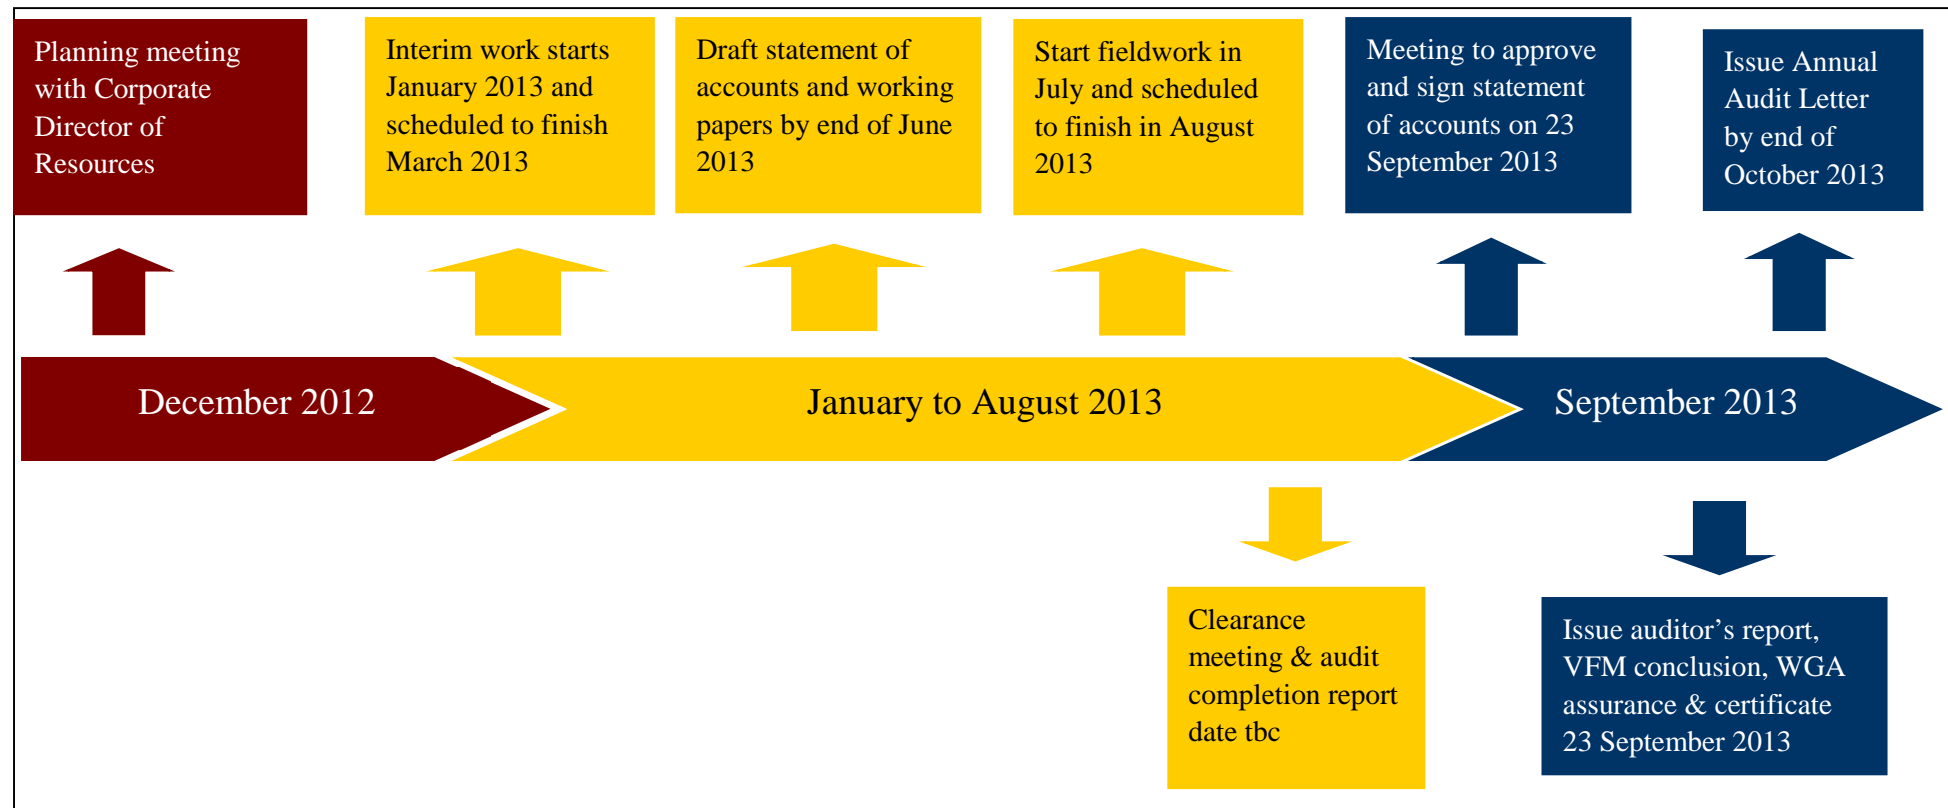 Planning meeting
with Corporate
Director of
Resources
Interim work starts
January 2013 and
scheduled to finish
March 2013
Draft statement of
accounts and working
papers by end of June
2013
Start fieldwork in
July and scheduled
to finish in August
2013
Meeting to approve
and sign statement
of accounts on 23
September 2013
Issue Annual
Audit Letter
by end of
October 2013
December 2012
January to August 2013
September 2013
Clearance
meeting & audit
completion report
date tbc
Issue auditor’s report,
VFM conclusion, WGA
assurance & certificate
23 September 2013